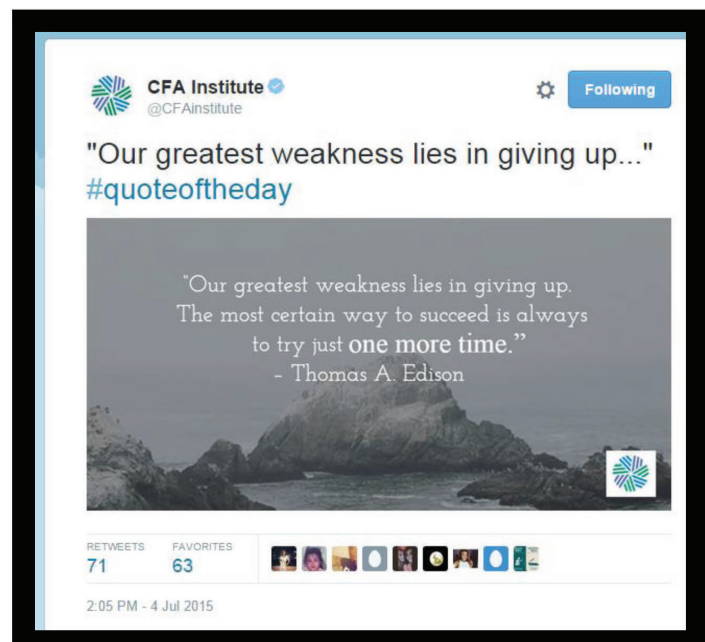 CFA Institute
@CFAinstitute
Following
"Our greatest weakness lies in giving up..."
#quoteoftheday
"Our greatest weakness lies in giving up.
The most certain way to succeed is always
to try just one more time.”
– Thomas A. Edison
RETWEETS FAVORITES
71 63
2:05 PM - 4 Jul 2015